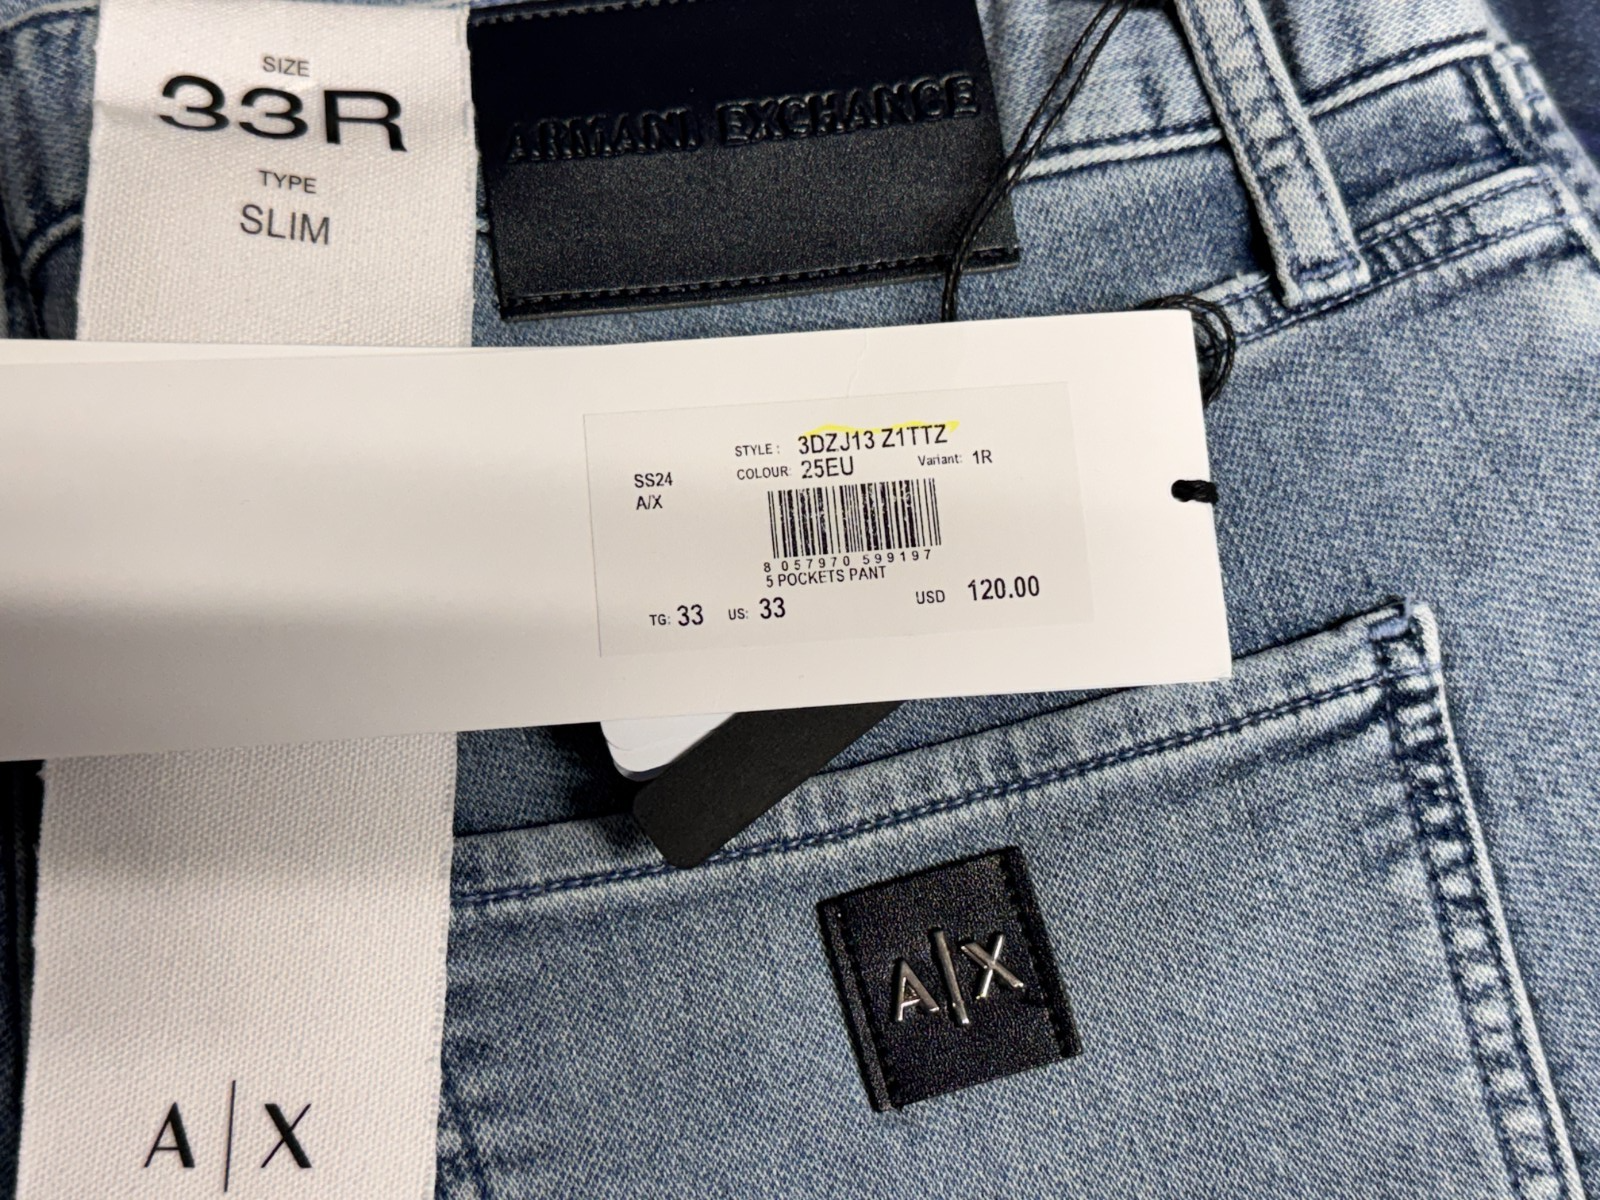 SIZE
33R
TYPE
SLIM
ARMANI EXCHANGE
STYLE: 3DZJ13 Z1TTZ
SS24 COLOUR: 25EU Variant: 1R
A/X
8 057970 599197
5 POCKETS PANT
TG: 33 US: 33 USD 120.00
A|X
A|X